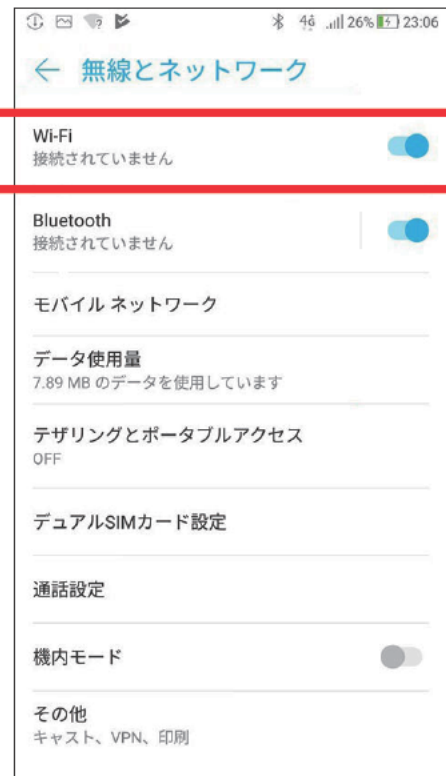 4G 26% 23:06
無線とネットワーク
Wi-Fi
接続されていません
Bluetooth
接続されていません
モバイル ネットワーク
データ使用量
7.89 MB のデータを使用しています
テザリングとポータブルアクセス
OFF
デュアルSIMカード設定
通話設定
機内モード
その他
キャスト、VPN、印刷